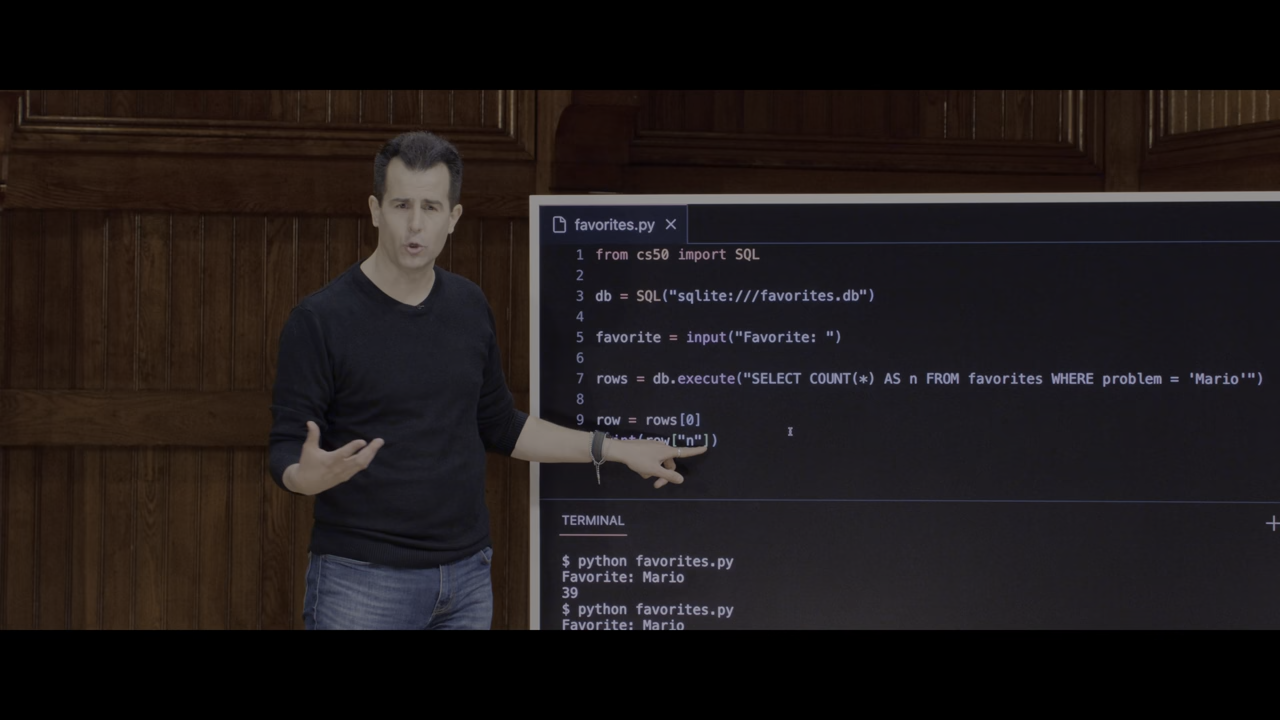 favorites.py
1 from cs50 import SQL
2
3 db = SQL("sqlite:///favorites.db")
4
5 favorite = input("Favorite: ")
6
7 rows = db.execute("SELECT COUNT(*) AS n FROM favorites WHERE problem = 'Mario'")
8
9 row = rows[0]
print(row["n"])
TERMINAL
$ python favorites.py
Favorite: Mario
39
$ python favorites.py
Favorite: Mario